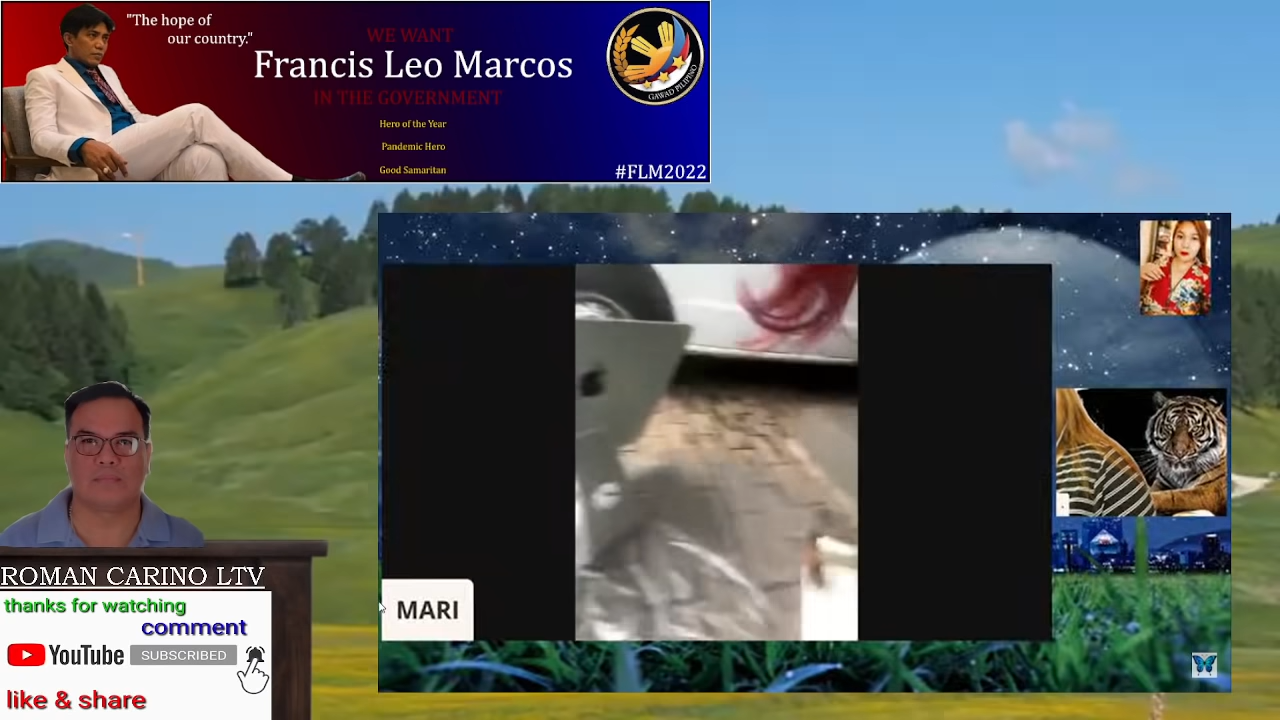 "The hope of
our country."
WE WANT
Francis Leo Marcos
IN THE GOVERNMENT
Hero of the Year
Pandemic Hero
Good Samaritan
GAWAD PILIPINO
#FLM2022
MARI
ROMAN CARINO LTV
thanks for watching
comment
YouTube SUBSCRIBED
like & share